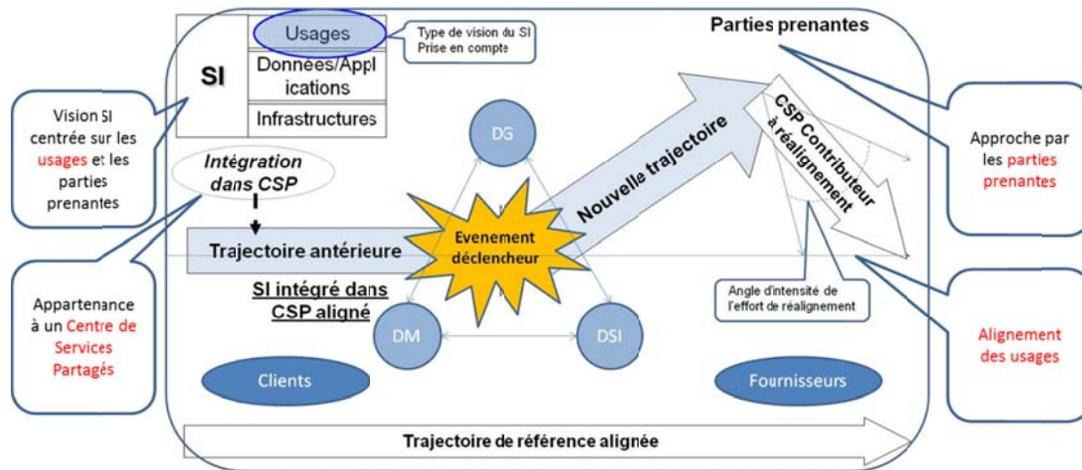 Usages
SI
Données/Appl
ications
Infrastructures
Type de vision du SI
Prise en compte
Parties prenantes
Vision SI
centrée sur les
usages et les
parties
prenantes
Intégration
dans CSP
DG
Nouvelle trajectoire
CSP Contributeur
à réalignement
Approche par
les parties
prenantes
Trajectoire antérieure
Evenement
déclencheur
SI intégré dans
CSP aligné
Angle d'intensité de
l'effort de réalignement
Appartenance
à un Centre de
Services
Partagés
DM
DSI
Alignement
des usages
Clients
Fournisseurs
Trajectoire de référence alignée